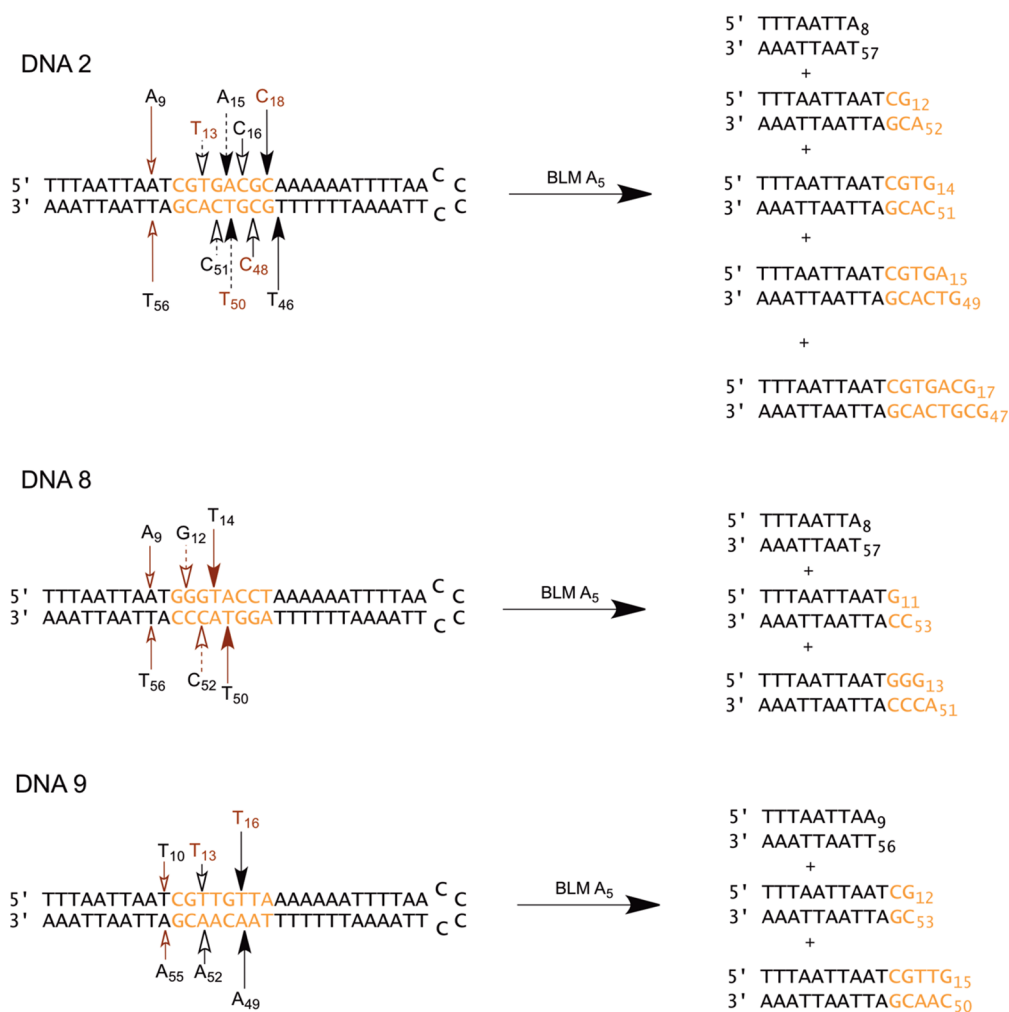 DNA 2
A9 A15 C18
T13 C16
5' TTTAATTAATCGTGACGCAAAAAATTTTAA C C
3' AAATTAATTAGCACTGCGTTTTTTAAAATT C C
C51 C48
T56 T50 T46
BLM A5
5' TTTAATTA8
3' AAATTAAT57
+
5' TTTAATTAATCG12
3' AAATTAATTAGCA52
+
5' TTTAATTAATCGTG14
3' AAATTAATTAGCAC51
+
5' TTTAATTAATCGTGA15
3' AAATTAATTAGCACTG49
+
5' TTTAATTAATCGTGACG17
3' AAATTAATTAGCACTGCG47
DNA 8
T14
A9 G12
5' TTTAATTAATGGGTACCTAAAAAATTTTAA C C
3' AAATTAATTACCCATGGATTTTTTAAAATT C C
T56 C52 T50
BLM A5
5' TTTAATTA8
3' AAATTAAT57
+
5' TTTAATTAATG11
3' AAATTAATTACC53
+
5' TTTAATTAATGGG13
3' AAATTAATTACCCA51
DNA 9
T16
T10 T13
5' TTTAATTAATCGTTGTTAAAAAAATTTTAA C C
3' AAATTAATTAGCAACAATTTTTTTAAAATT C C
A55 A52
A49
BLM A5
5' TTTAATTAA9
3' AAATTAATT56
+
5' TTTAATTAATCG12
3' AAATTAATTAGC53
+
5' TTTAATTAATCGTTG15
3' AAATTAATTAGCAAC50